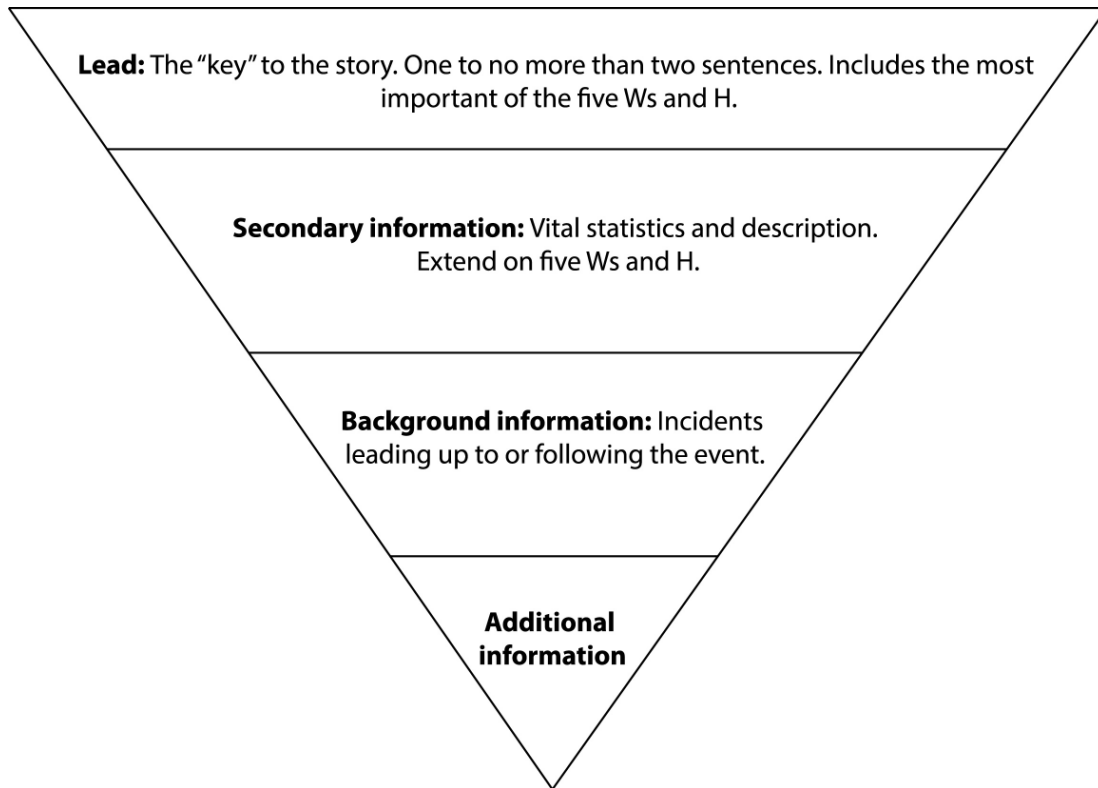 Lead: The “key” to the story. One to no more than two sentences. Includes the most
important of the five Ws and H.
Secondary information: Vital statistics and description.
Extend on five Ws and H.
Background information: Incidents
leading up to or following the event.
Additional
information